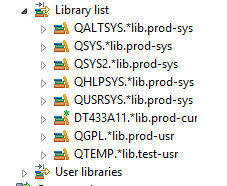 Library list
QALTSYS.*lib.prod-sys
QSYS.*lib.prod-sys
QSYS2.*lib.prod-sys
QHLPSYS.*lib.prod-sys
QUSRSYS.*lib.prod-sys
DT433A11.*lib.prod-cur
QGPL.*lib.prod-usr
QTEMP.*lib.test-usr
User libraries